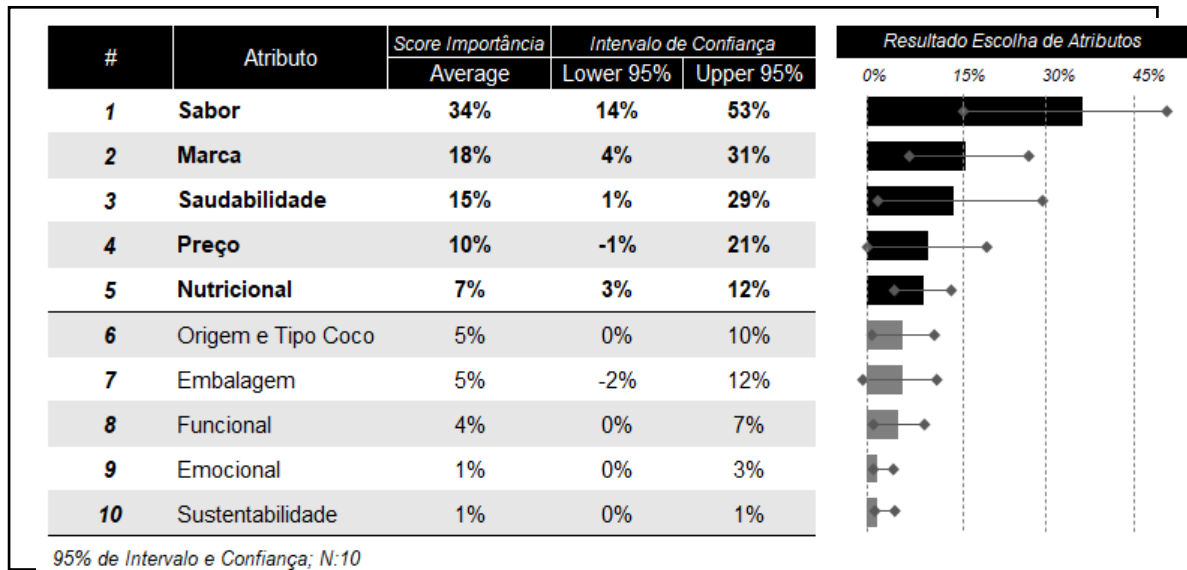 # Atributo Score Importância Intervalo de Confiança
Average Lower 95% Upper 95%
1 Sabor 34% 14% 53%
2 Marca 18% 4% 31%
3 Saudabilidade 15% 1% 29%
4 Preço 10% -1% 21%
5 Nutricional 7% 3% 12%
6 Origem e Tipo Coco 5% 0% 10%
7 Embalagem 5% -2% 12%
8 Funcional 4% 0% 7%
9 Emocional 1% 0% 3%
10 Sustentabilidade 1% 0% 1%
95% de Intervalo e Confiança; N:10
Resultado Escolha de Atributos
0% 15% 30% 45%